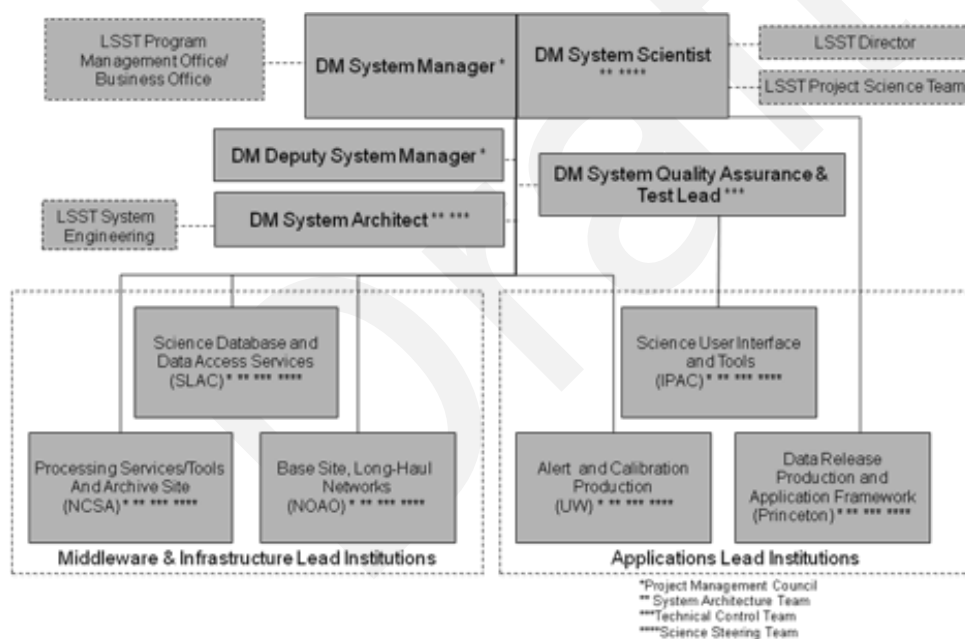 LSST Program
Management Office/
Business Office
DM System Manager *
DM System Scientist
** ****
LSST Director
LSST Project Science Team
DM Deputy System Manager *
DM System Quality Assurance &
Test Lead ***
LSST System
Engineering
DM System Architect ** ***
Science Database and
Data Access Services
(SLAC) * ** *** ****
Science User Interface
and Tools
(IPAC) * ** *** ****
Processing Services/Tools
And Archive Site
(NCSA) * ** *** ****
Base Site, Long-Haul
Networks
(NOAO) * ** *** ****
Alert and Calibration
Production
(UW) * ** *** ****
Data Release
Production and
Application Framework
(Princeton) * ** *** ****
Middleware & Infrastructure Lead Institutions
Applications Lead Institutions
*Project Management Council
** System Architecture Team
***Technical Control Team
****Science Steering Team
Draft